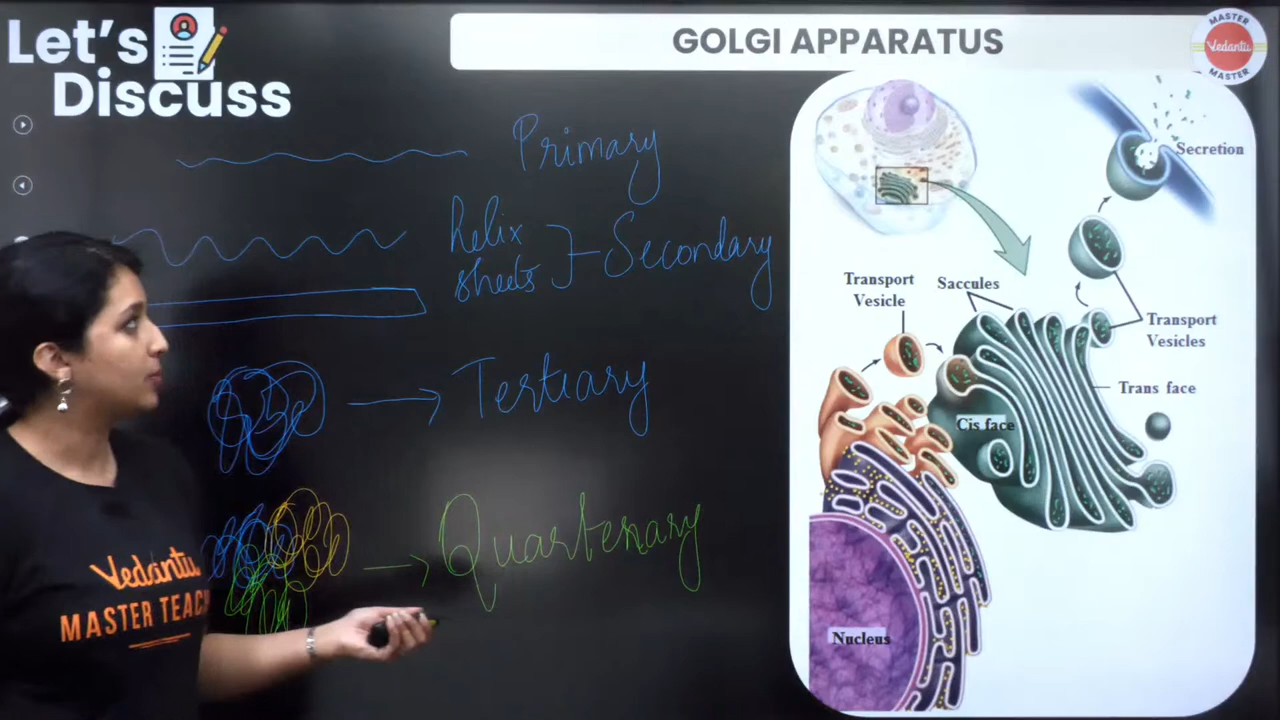 Let's
Discuss
GOLGI APPARATUS
MASTER
Vedantu
MASTER
Primary
helix
sheets
Secondary
Tertiary
Quartenary
Vedantu
MASTER TEACH
Secretion
Transport
Vesicle
Saccules
Transport
Vesicles
Trans face
Cis face
Nucleus